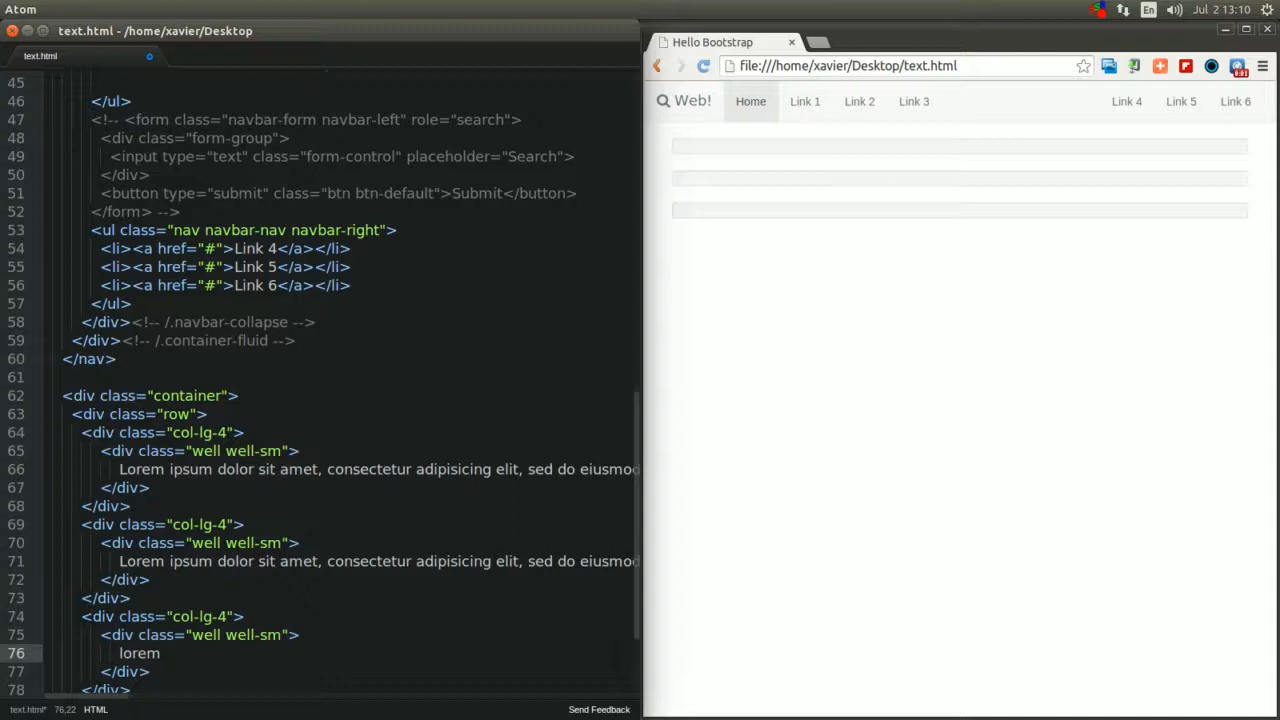 Atom
En
Jul 2 13:10
text.html - /home/xavier/Desktop
text.html
45
46 </ul>
47 <!-- <form class="navbar-form navbar-left" role="search">
48 <div class="form-group">
49 <input type="text" class="form-control" placeholder="Search">
50 </div>
51 <button type="submit" class="btn btn-default">Submit</button>
52 </form> -->
53 <ul class="nav navbar-nav navbar-right">
54 <li><a href="#">Link 4</a></li>
55 <li><a href="#">Link 5</a></li>
56 <li><a href="#">Link 6</a></li>
57 </ul>
58 </div><!-- /.navbar-collapse -->
59 </div><!-- /.container-fluid -->
60 </nav>
61
62 <div class="container">
63 <div class="row">
64 <div class="col-lg-4">
65 <div class="well well-sm">
66 Lorem ipsum dolor sit amet, consectetur adipisicing elit, sed do eiusmod
67 </div>
68 </div>
69 <div class="col-lg-4">
70 <div class="well well-sm">
71 Lorem ipsum dolor sit amet, consectetur adipisicing elit, sed do eiusmod
72 </div>
73 </div>
74 <div class="col-lg-4">
75 <div class="well well-sm">
76 lorem
77 </div>
78 </div>
text.html* 76,22 HTML
Send Feedback
Hello Bootstrap
file:///home/xavier/Desktop/text.html
0:01
Web! Home Link 1 Link 2 Link 3 Link 4 Link 5 Link 6